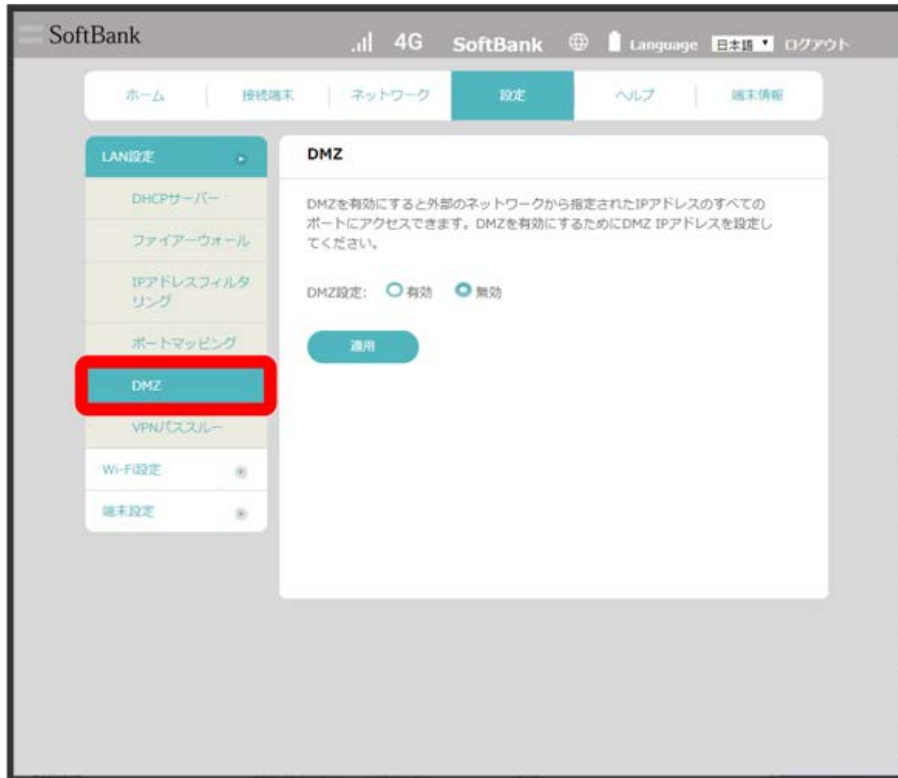 SoftBank
4G SoftBank Language 日本語 ログアウト
ホーム 接続端末 ネットワーク 設定 ヘルプ 端末情報
LAN設定
DHCPサーバー
ファイアーウォール
IPアドレスフィルタ
リング
ポートマッピング
DMZ
VPNパススルー
Wi-Fi設定
端末設定
DMZ
DMZを有効にすると外部のネットワークから指定されたIPアドレスのすべての
ポートにアクセスできます。DMZを有効にするためにDMZ IPアドレスを設定し
てください。
DMZ設定: 有効 無効
適用